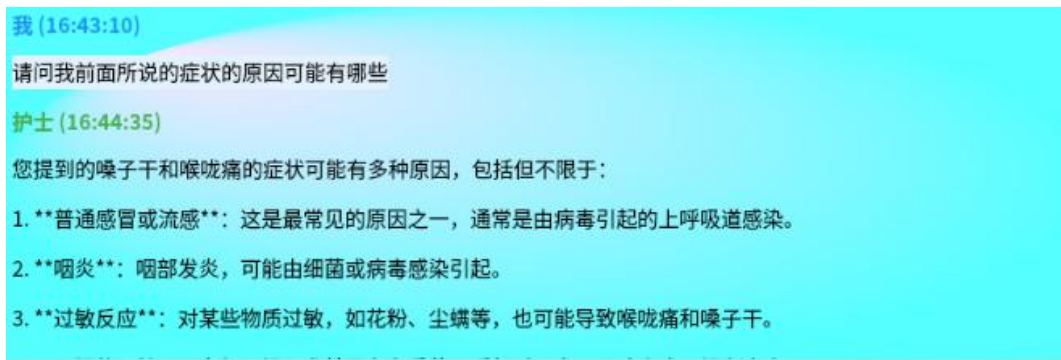 我 (16:43:10)
请问我前面所说的症状的原因可能有哪些
护士 (16:44:35)
您提到的嗓子干和喉咙痛的症状可能有多种原因，包括但不限于：
1. **普通感冒或流感**：这是最常见的原因之一，通常是由病毒引起的上呼吸道感染。
2. **咽炎**：咽部发炎，可能由细菌或病毒感染引起。
3. **过敏反应**：对某些物质过敏，如花粉、尘螨等，也可能导致喉咙痛和嗓子干。